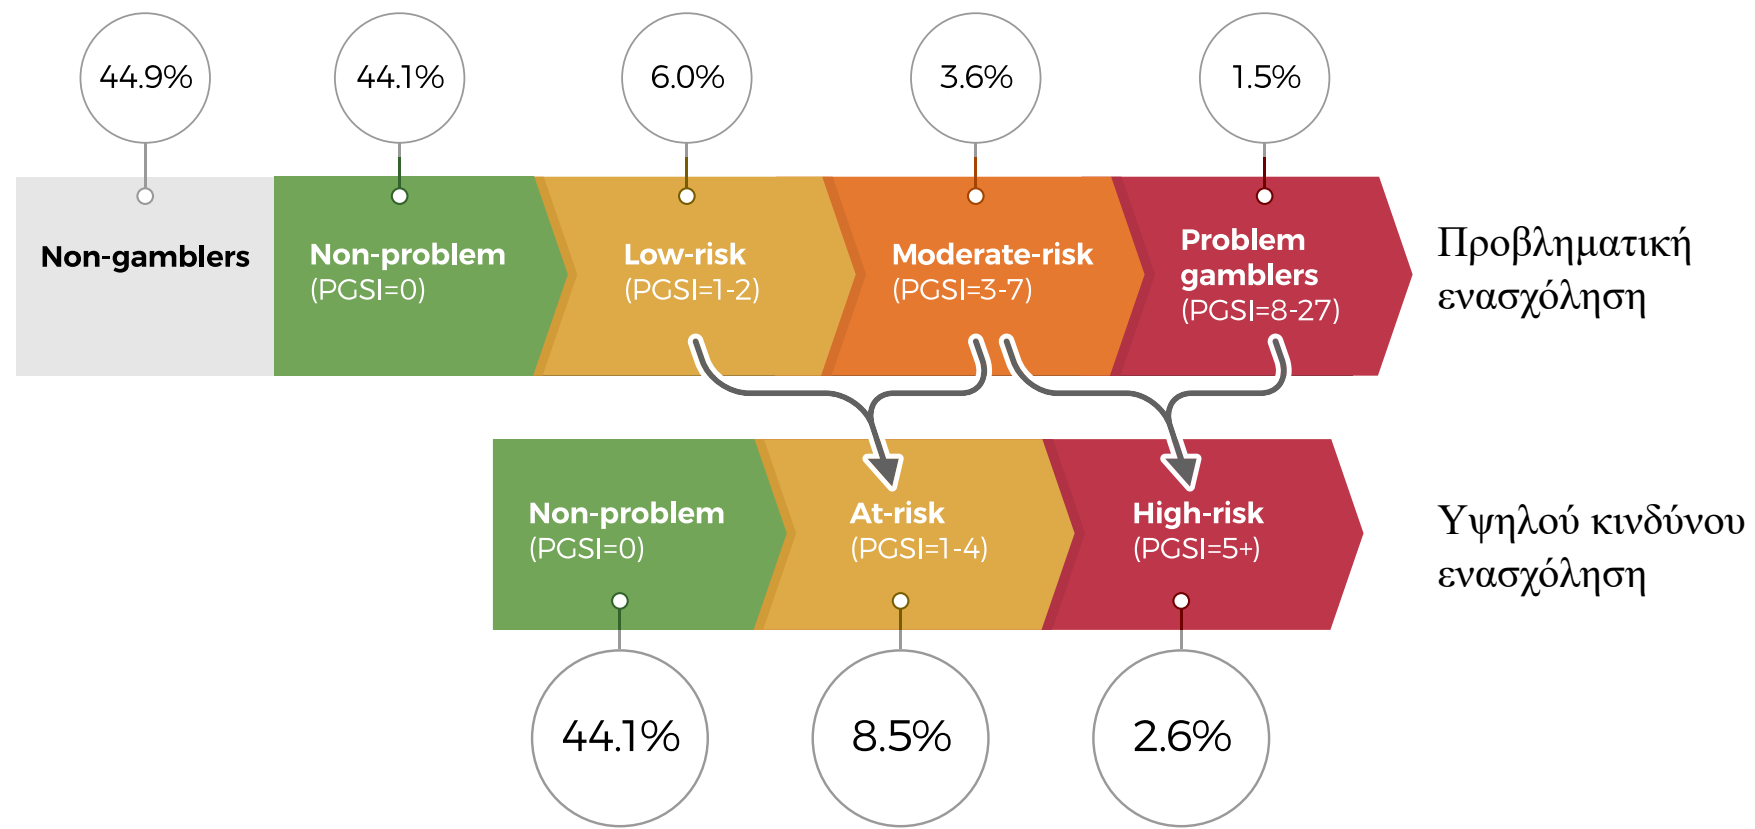 44.9%
44.1%
6.0%
3.6%
1.5%
Non-gamblers
Non-problem
(PGSI=0)
Low-risk
(PGSI=1-2)
Moderate-risk
(PGSI=3-7)
Problem
gamblers
(PGSI=8-27)
Προβληματική
ενασχόληση
Non-problem
(PGSI=0)
At-risk
(PGSI=1-4)
High-risk
(PGSI=5+)
Υψηλού κινδύνου
ενασχόληση
44.1%
8.5%
2.6%